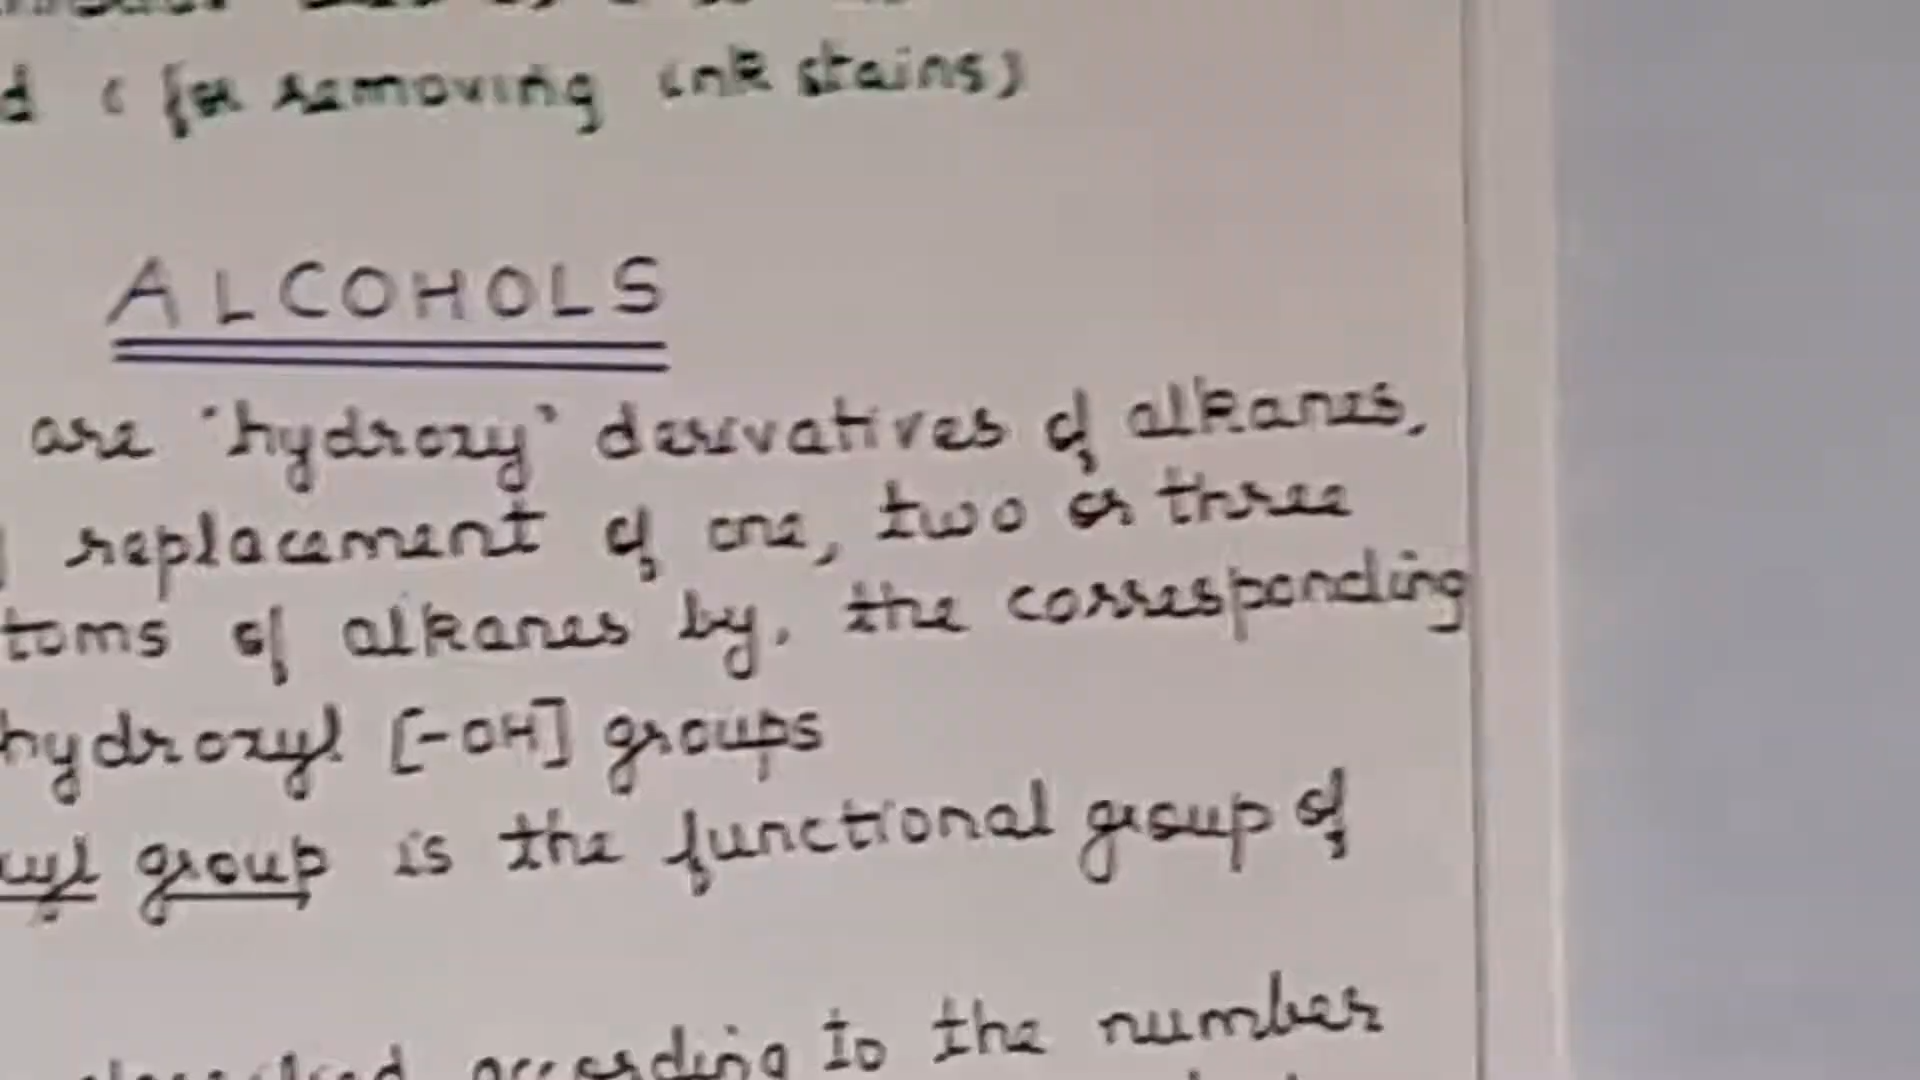 ( for removing ink stains)
ALCOHOLS
are "hydroxy" derivatives of alkanes.
replacement of one, two or three
toms of alkanes by. the corresponding
hydroxyl [-OH] groups
group is the functional group of
according to the number